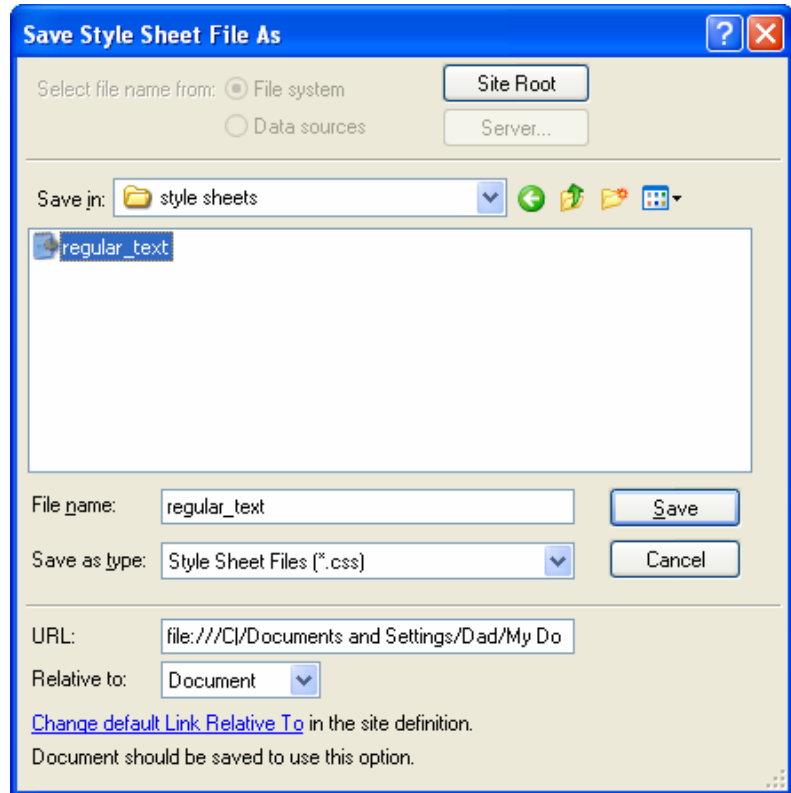 Save Style Sheet File As
Select file name from: File system Site Root
Data sources Server...
Save in: style sheets
regular_text
File name: regular_text Save
Save as type: Style Sheet Files (*.css) Cancel
URL: file:///C|/Documents and Settings/Dad/My Do
Relative to: Document
Change default Link Relative To in the site definition.
Document should be saved to use this option.